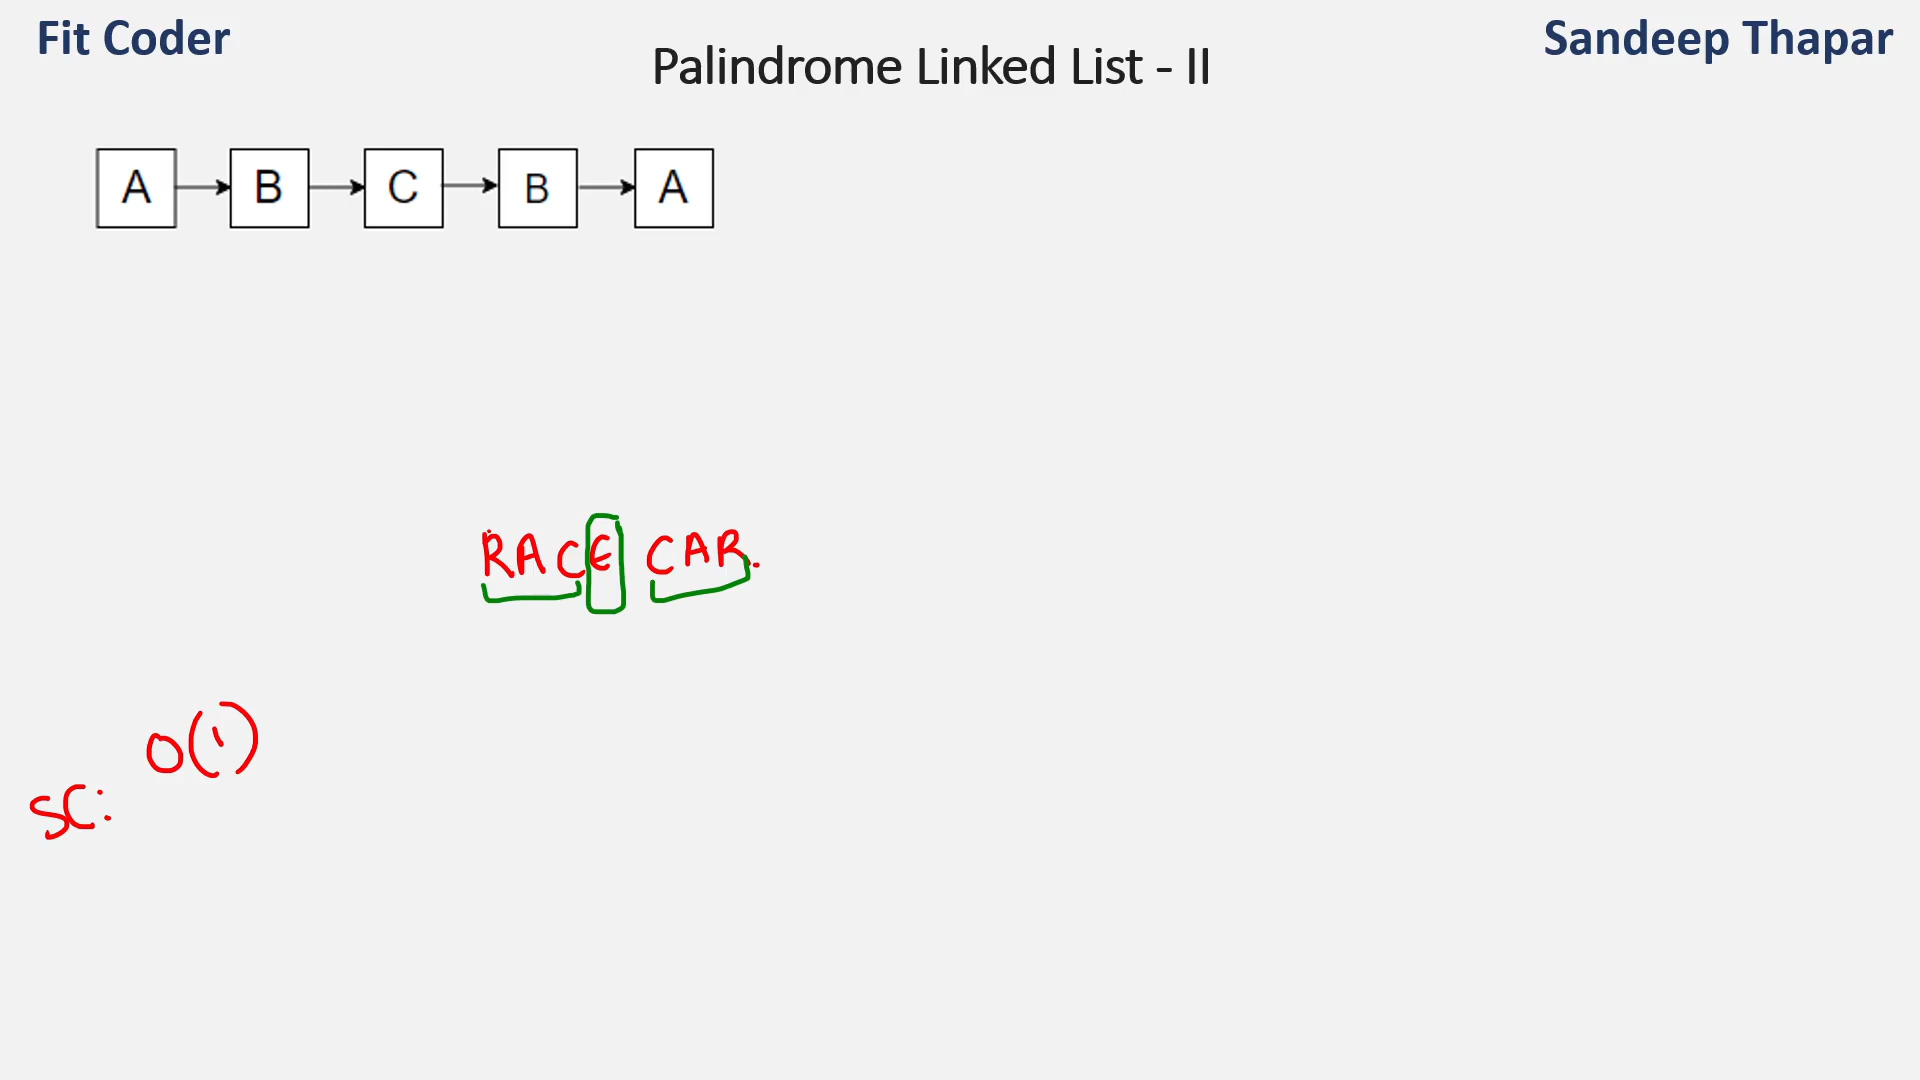 Fit Coder
Sandeep Thapar
Palindrome Linked List - II
A B C B A
RACE CAR.
O(1)
SC: